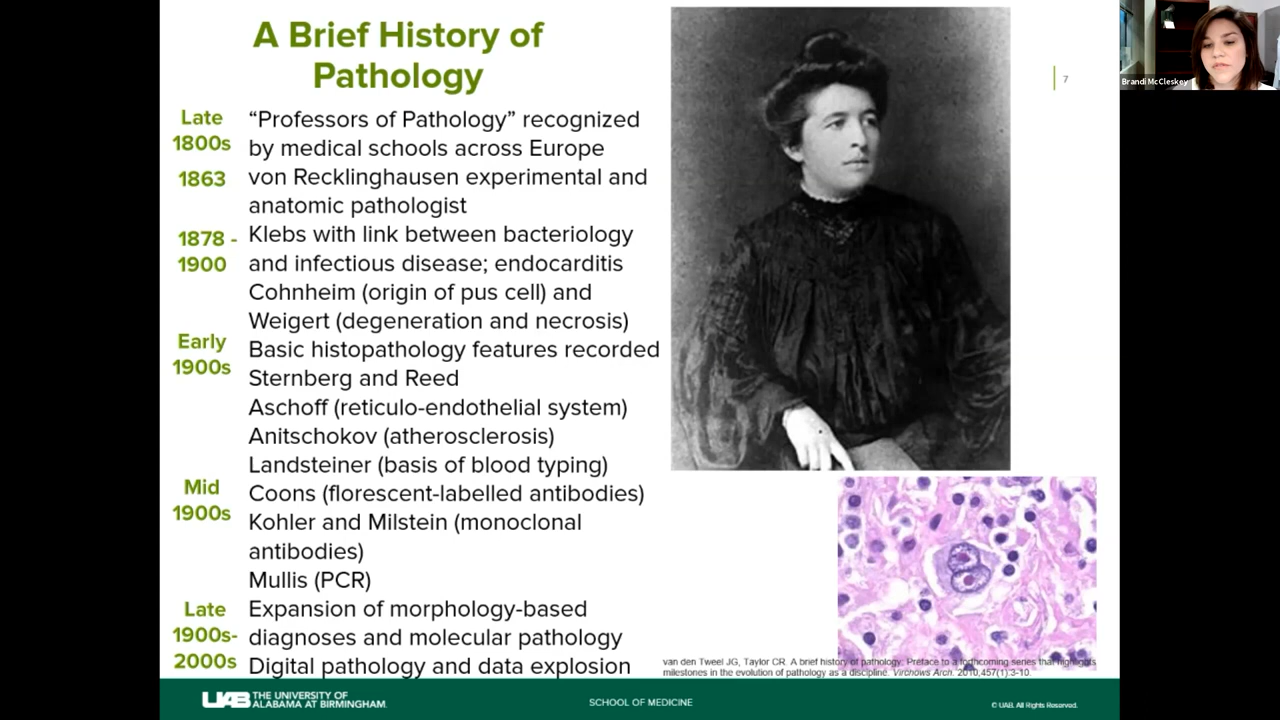 A Brief History of
Pathology
7
Brandi McCleskey
Late
1800s
“Professors of Pathology” recognized
by medical schools across Europe
1863
von Recklinghausen experimental and
anatomic pathologist
1878 -
1900
Klebs with link between bacteriology
and infectious disease; endocarditis
Cohnheim (origin of pus cell) and
Weigert (degeneration and necrosis)
Early
1900s
Basic histopathology features recorded
Sternberg and Reed
Aschoff (reticulo-endothelial system)
Anitschokov (atherosclerosis)
Landsteiner (basis of blood typing)
Mid
1900s
Coons (florescent-labelled antibodies)
Kohler and Milstein (monoclonal
antibodies)
Mullis (PCR)
Late
1900s-
2000s
Expansion of morphology-based
diagnoses and molecular pathology
Digital pathology and data explosion
van den Tweel JG, Taylor CR. A brief history of pathology: Preface to a forthcoming series that highlights
milestones in the evolution of pathology as a discipline. Virchows Arch. 2010;457(1):3-10.
UAB THE UNIVERSITY OF
ALABAMA AT BIRMINGHAM.
SCHOOL OF MEDICINE
© UAB. All Rights Reserved.